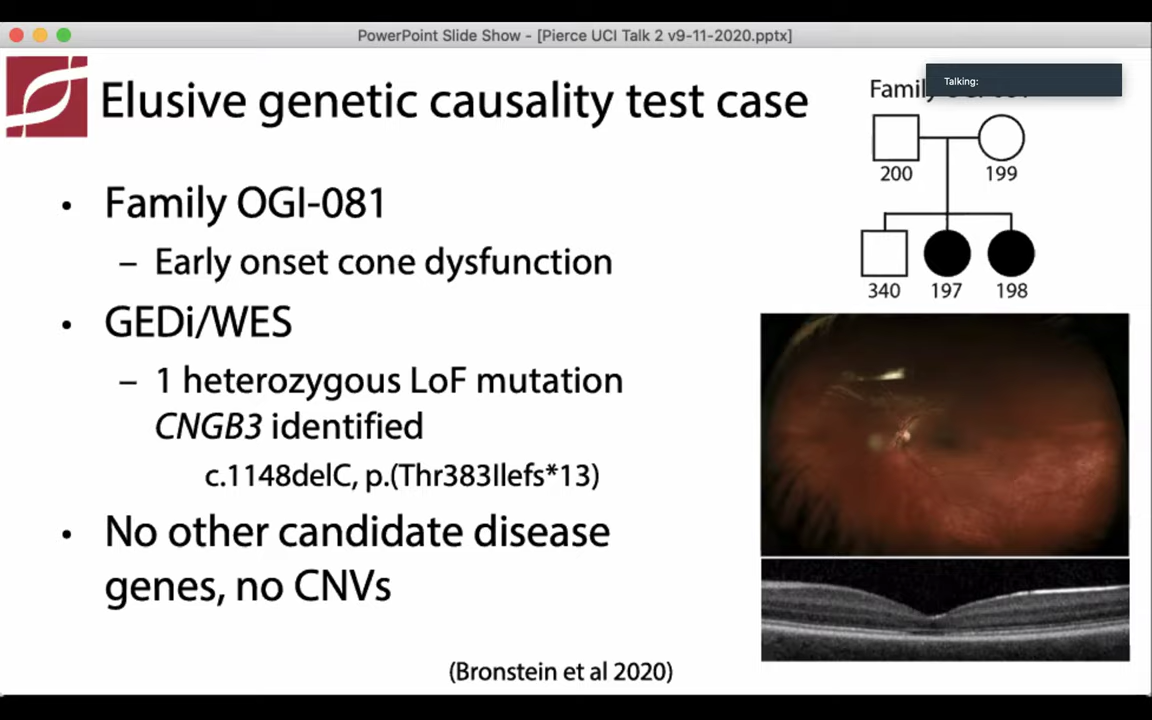 PowerPoint Slide Show - [Pierce UCI Talk 2 v9-11-2020.pptx]
Elusive genetic causality test case
Talking:
Family
200
199
340
197
198
• Family OGI-081
– Early onset cone dysfunction
• GEDi/WES
– 1 heterozygous LoF mutation
CNGB3 identified
c.1148delC, p.(Thr383Ilefs*13)
• No other candidate disease
genes, no CNVs
(Bronstein et al 2020)